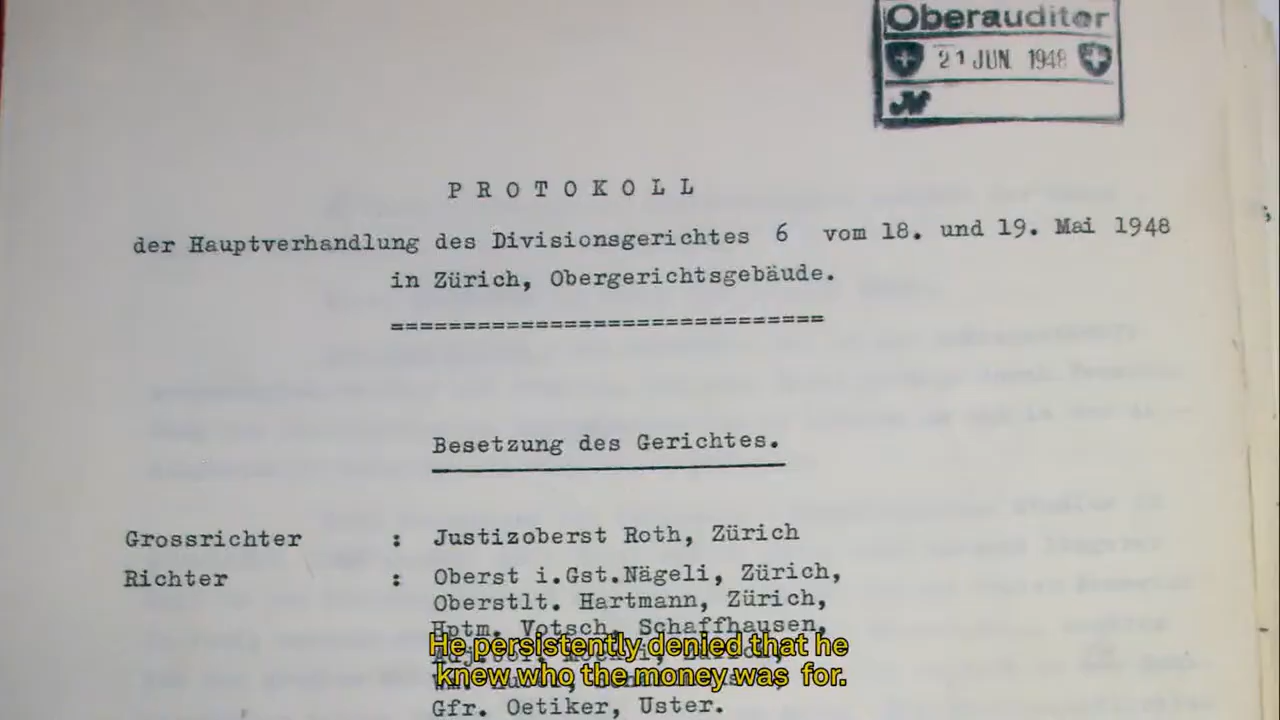 Oberauditor
21 JUN. 1948
PROTOKOLL
der Hauptverhandlung des Divisionsgerichtes 6 vom 18. und 19. Mai 1948
in Zürich, Obergerichtsgebäude.
==============================
Besetzung des Gerichtes.
Grossrichter : Justizoberst Roth, Zürich
Richter : Oberst i.Gst.Nägeli, Zürich,
Oberstlt. Hartmann, Zürich,
Hptm. Votsch, Schaffhausen,
He persistently denied that he
knew who the money was for.
Gfr. Oetiker, Uster.